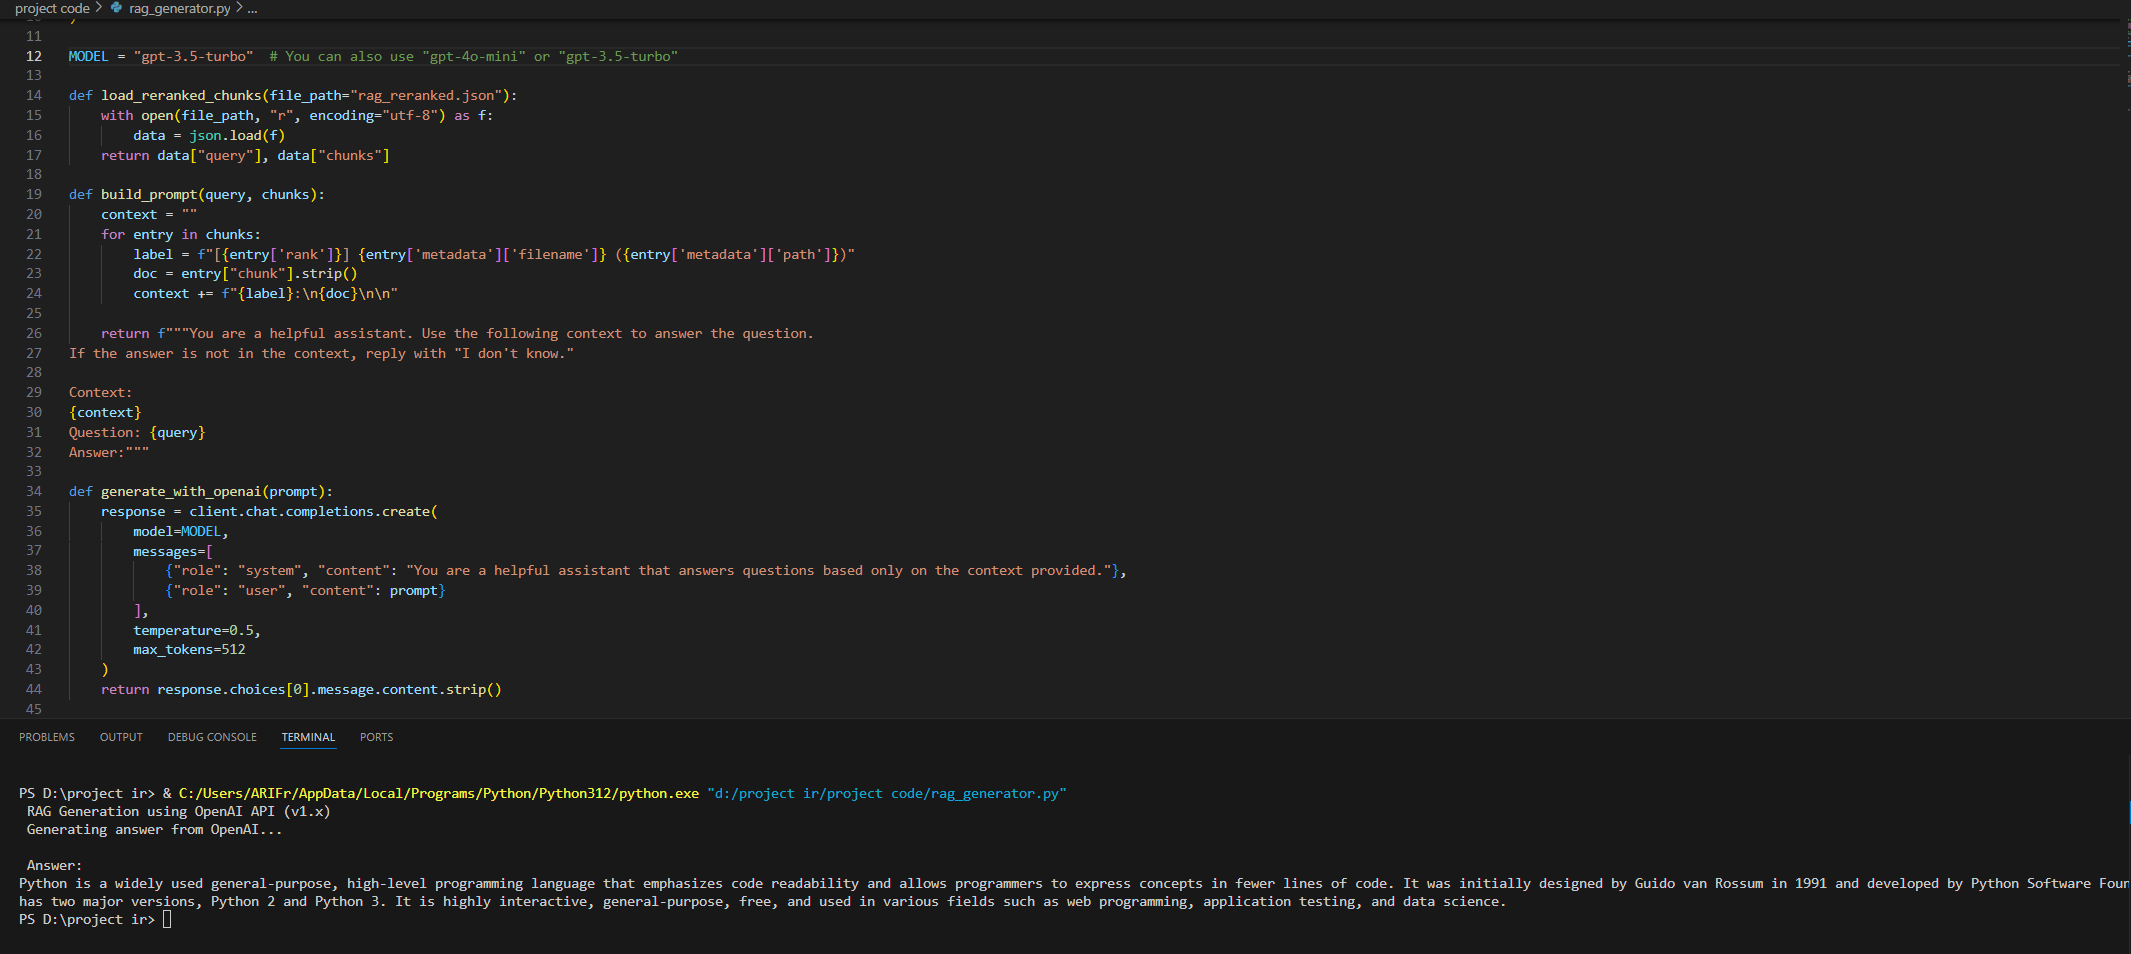 project code > rag_generator.py > ...
11
12 MODEL = "gpt-3.5-turbo"  # You can also use "gpt-4o-mini" or "gpt-3.5-turbo"
13
14 def load_reranked_chunks(file_path="rag_reranked.json"):
15     with open(file_path, "r", encoding="utf-8") as f:
16         data = json.load(f)
17     return data["query"], data["chunks"]
18
19 def build_prompt(query, chunks):
20     context = ""
21     for entry in chunks:
22         label = f"[{entry['rank']}] {entry['metadata']['filename']} ({entry['metadata']['path']})"
23         doc = entry["chunk"].strip()
24         context += f"{label}:\n{doc}\n\n"
25
26     return f"""You are a helpful assistant. Use the following context to answer the question.
27 If the answer is not in the context, reply with "I don't know."
28
29 Context:
30 {context}
31 Question: {query}
32 Answer:"""
33
34 def generate_with_openai(prompt):
35     response = client.chat.completions.create(
36         model=MODEL,
37         messages=[
38             {"role": "system", "content": "You are a helpful assistant that answers questions based only on the context provided."},
39             {"role": "user", "content": prompt}
40         ],
41         temperature=0.5,
42         max_tokens=512
43     )
44     return response.choices[0].message.content.strip()
45
PROBLEMS OUTPUT DEBUG CONSOLE TERMINAL PORTS
PS D:\project ir> & C:/Users/ARIFr/AppData/Local/Programs/Python/Python312/python.exe "d:/project ir/project code/rag_generator.py"
RAG Generation using OpenAI API (v1.x)
Generating answer from OpenAI...
Answer:
Python is a widely used general-purpose, high-level programming language that emphasizes code readability and allows programmers to express concepts in fewer lines of code. It was initially designed by Guido van Rossum in 1991 and developed by Python Software
has two major versions, Python 2 and Python 3. It is highly interactive, general-purpose, free, and used in various fields such as web programming, application testing, and data science.
PS D:\project ir>